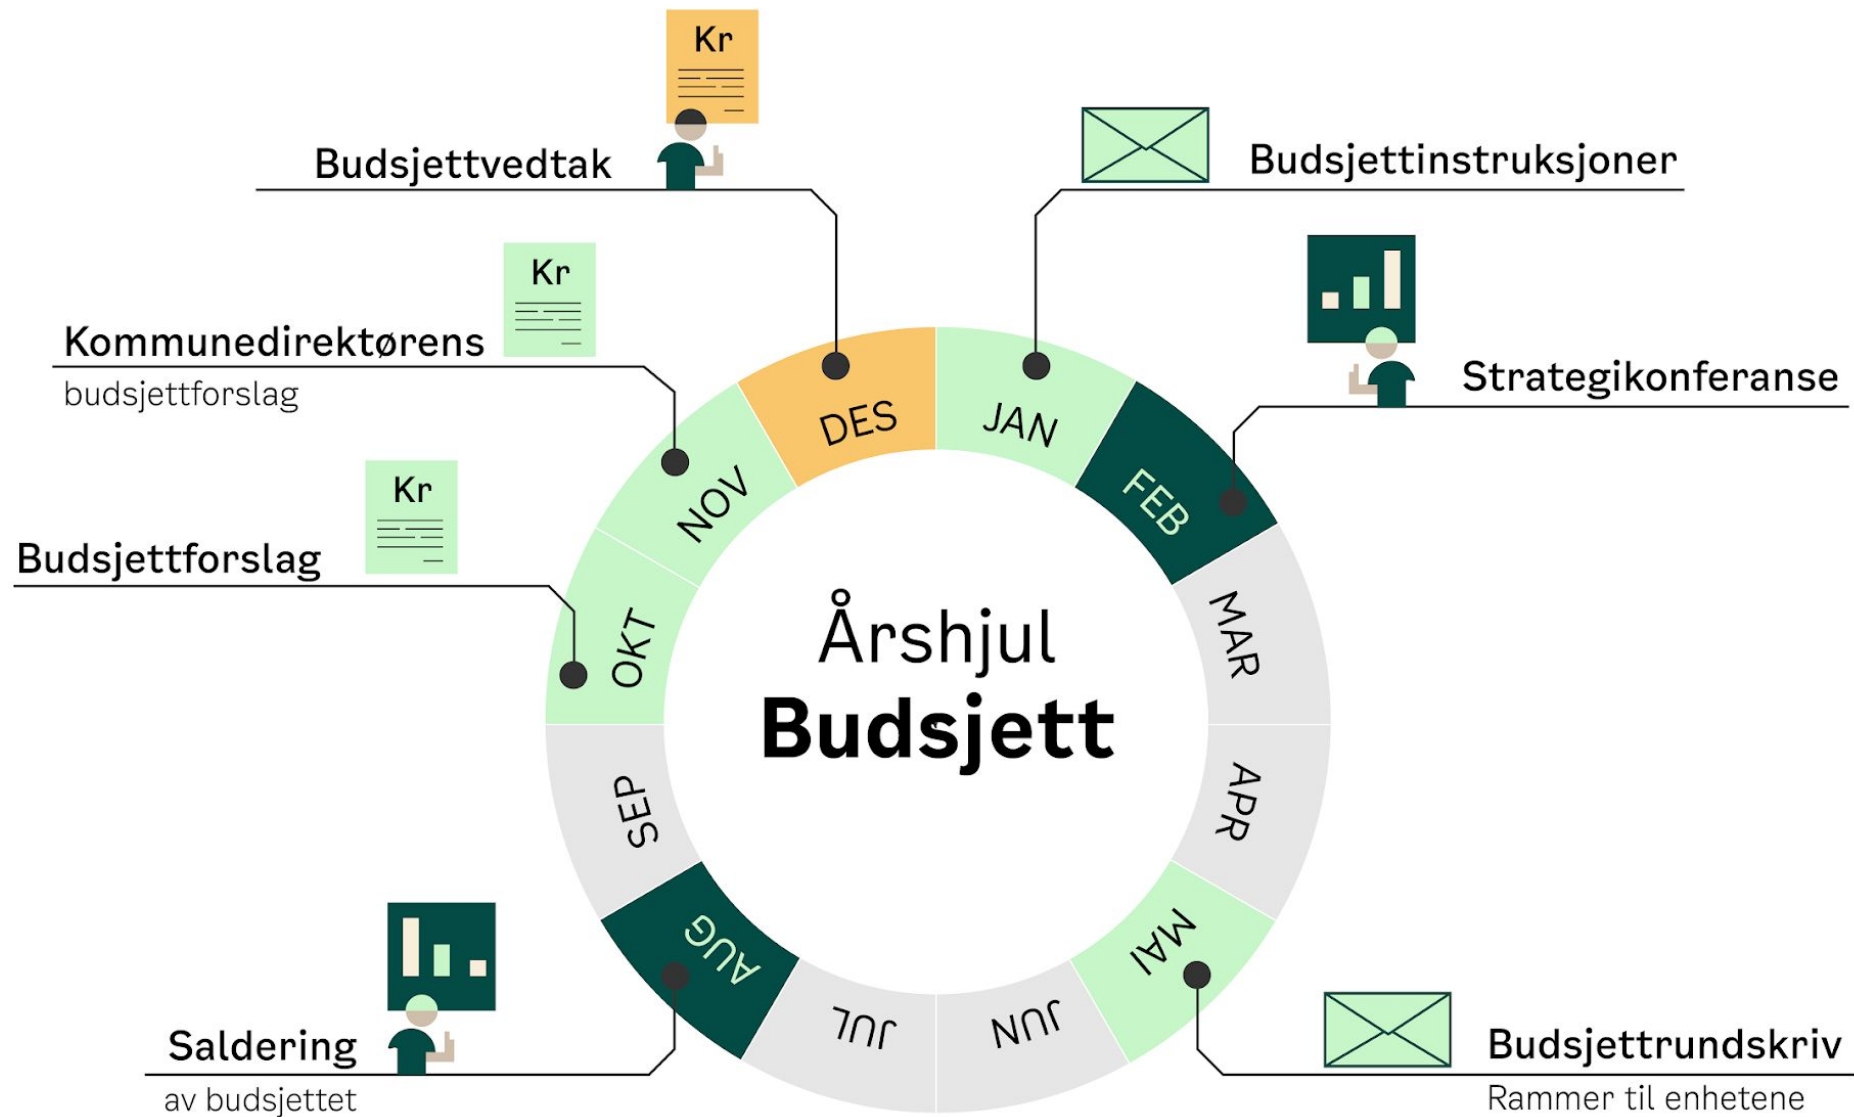 Kr
Budsjettvedtak
Budsjettinstruksjoner
Kr
Kommunedirektørens
budsjettforslag
Strategikonferanse
Kr
Budsjettforslag
DES
JAN
NOV
FEB
OKT
MAR
Årshjul
Budsjett
SEP
APR
AUG
MAI
JUL
JUN
Saldering
av budsjettet
Budsjettrundskriv
Rammer til enhetene